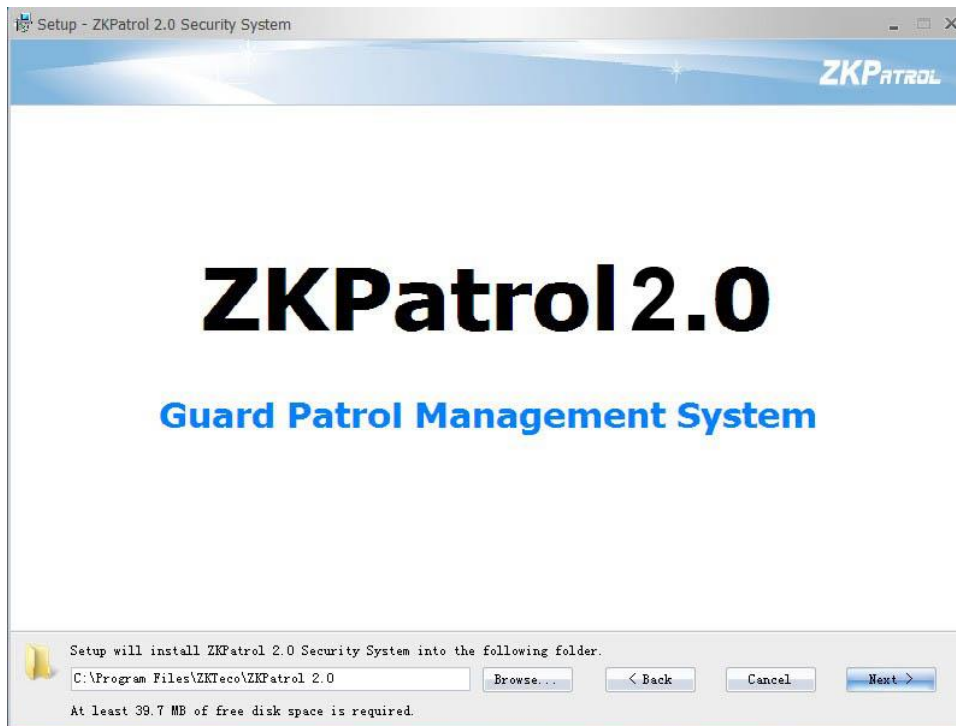 Setup - ZKPatrol 2.0 Security System
ZKPATROL
ZKPatrol 2.0
Guard Patrol Management System
Setup will install ZKPatrol 2.0 Security System into the following folder.
C:\Program Files\ZKTeco\ZKPatrol 2.0
Browse...
< Back
Cancel
Next >
At least 39.7 MB of free disk space is required.